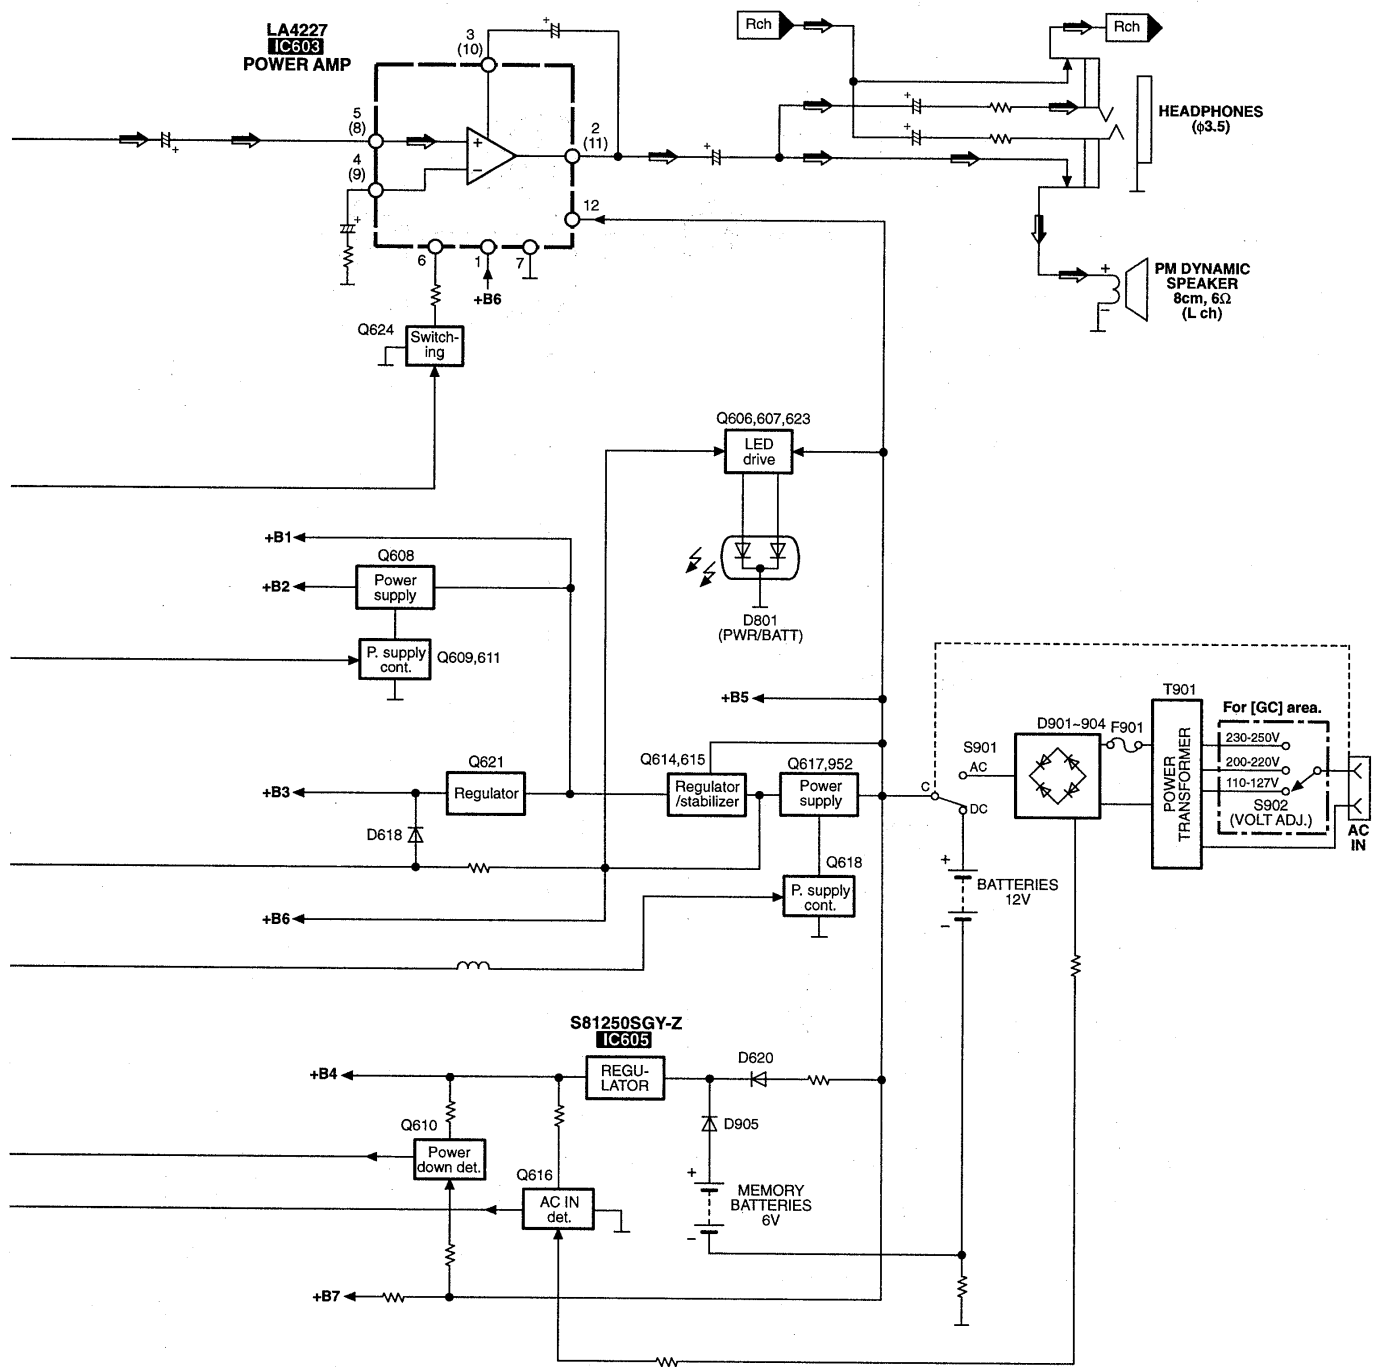 LA4227
IC603
POWER AMP
3
(10)
+
5
(8)
4
(9)
+
+
+
−
2
(11)
12
6
1
7
+B6
+
Rch
Rch
+
+
HEADPHONES
(φ3.5)
+
−
PM DYNAMIC
SPEAKER
8cm, 6Ω
(L ch)
Q624
Switch-
ing
Q606,607,623
LED
drive
D801
(PWR/BATT)
+B1
Q608
+B2
Power
supply
P. supply
cont.
Q609,611
+B5
Q621
+B3
Regulator
D618
Q614,615
Regulator
/stabilizer
Q617,952
Power
supply
Q618
P. supply
cont.
+B6
C
S901
AC
DC
D901~904
F901
T901
POWER
TRANSFORMER
For [GC] area.
230-250V
200-220V
110-127V
S902
(VOLT ADJ.)
AC
IN
+
BATTERIES
12V
−
S81250SGY-Z
IC605
REGU-
LATOR
+B4
D620
D905
Q610
Power
down det.
Q616
AC IN
det.
+
MEMORY
BATTERIES
6V
−
+B7